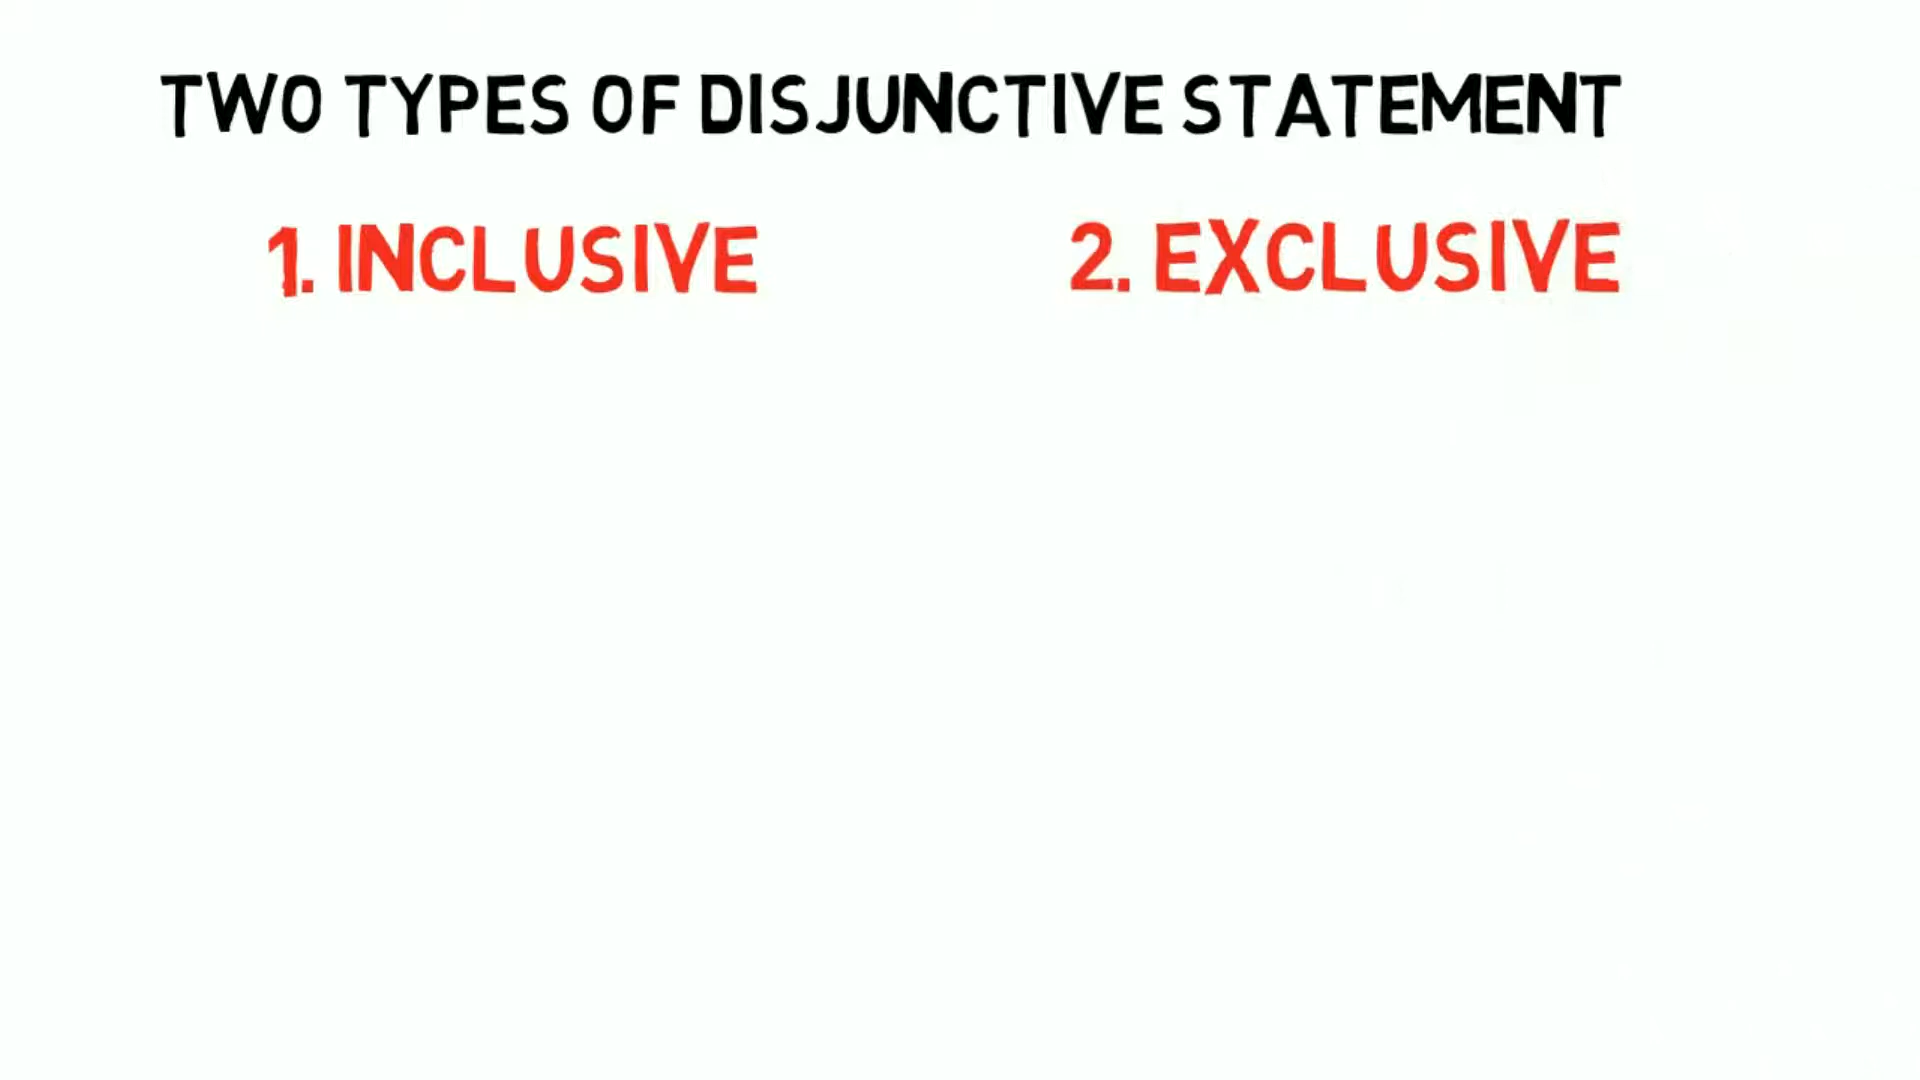 TWO TYPES OF DISJUNCTIVE STATEMENT
1. INCLUSIVE 2. EXCLUSIVE